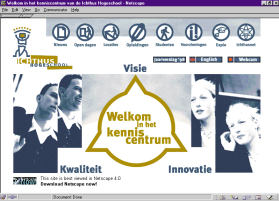 Welkom in het kenniscentrum van de Ichthus Hogeschool - Netscape
File Edit View Go Communicator Help
Nieuws Open dagen Locaties Opleidingen Studenten Voorzieningen Expo Ichthusnet
ICHTHUS
HOGESCHOOL
Jaarverslag '98 English Webcam
Visie
Welkom
in het
kennis
centrum
Kwaliteit Innovatie
This site is best viewed in Netscape 4.0
Download Netscape now!
Document Done